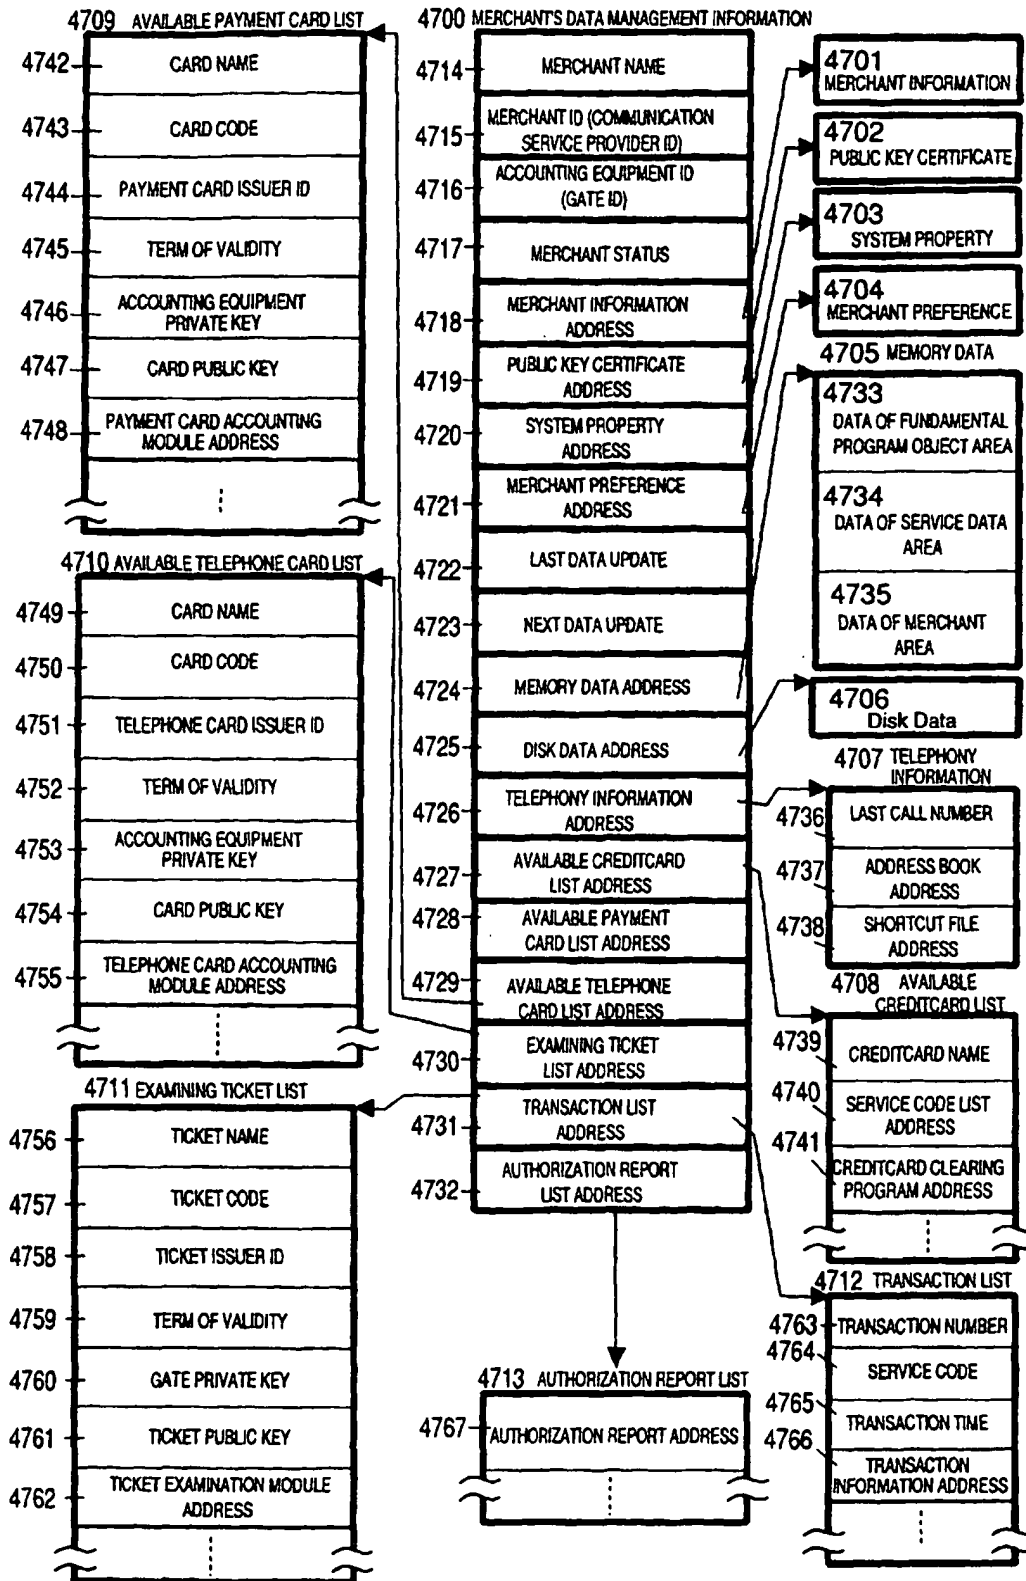 4709 AVAILABLE PAYMENT CARD LIST
4742 CARD NAME
4743 CARD CODE
4744 PAYMENT CARD ISSUER ID
4745 TERM OF VALIDITY
4746 ACCOUNTING EQUIPMENT
PRIVATE KEY
4747 CARD PUBLIC KEY
4748 PAYMENT CARD ACCOUNTING
MODULE ADDRESS
4710 AVAILABLE TELEPHONE CARD LIST
4749 CARD NAME
4750 CARD CODE
4751 TELEPHONE CARD ISSUER ID
4752 TERM OF VALIDITY
4753 ACCOUNTING EQUIPMENT
PRIVATE KEY
4754 CARD PUBLIC KEY
4755 TELEPHONE CARD ACCOUNTING
MODULE ADDRESS
4711 EXAMINING TICKET LIST
4756 TICKET NAME
4757 TICKET CODE
4758 TICKET ISSUER ID
4759 TERM OF VALIDITY
4760 GATE PRIVATE KEY
4761 TICKET PUBLIC KEY
4762 TICKET EXAMINATION MODULE
ADDRESS
4700 MERCHANT'S DATA MANAGEMENT INFORMATION
4714 MERCHANT NAME
4715 MERCHANT ID (COMMUNICATION
SERVICE PROVIDER ID)
4716 ACCOUNTING EQUIPMENT ID
(GATE ID)
4717 MERCHANT STATUS
4718 MERCHANT INFORMATION
ADDRESS
4719 PUBLIC KEY CERTIFICATE
ADDRESS
4720 SYSTEM PROPERTY
ADDRESS
4721 MERCHANT PREFERENCE
ADDRESS
4722 LAST DATA UPDATE
4723 NEXT DATA UPDATE
4724 MEMORY DATA ADDRESS
4725 DISK DATA ADDRESS
4726 TELEPHONY INFORMATION
ADDRESS
4727 AVAILABLE CREDITCARD
LIST ADDRESS
4728 AVAILABLE PAYMENT
CARD LIST ADDRESS
4729 AVAILABLE TELEPHONE
CARD LIST ADDRESS
4730 EXAMINING TICKET
LIST ADDRESS
4731 TRANSACTION LIST
ADDRESS
4732 AUTHORIZATION REPORT
LIST ADDRESS
4713 AUTHORIZATION REPORT LIST
4767 AUTHORIZATION REPORT ADDRESS
4701
MERCHANT INFORMATION
4702
PUBLIC KEY CERTIFICATE
4703
SYSTEM PROPERTY
4704
MERCHANT PREFERENCE
4705 MEMORY DATA
4733
DATA OF FUNDAMENTAL
PROGRAM OBJECT AREA
4734
DATA OF SERVICE DATA
AREA
4735
DATA OF MERCHANT
AREA
4706
Disk Data
4707 TELEPHONY
INFORMATION
4736 LAST CALL NUMBER
4737 ADDRESS BOOK
ADDRESS
4738 SHORTCUT FILE
ADDRESS
4708 AVAILABLE
CREDITCARD LIST
4739 CREDITCARD NAME
4740 SERVICE CODE LIST
ADDRESS
4741 CREDITCARD CLEARING
PROGRAM ADDRESS
4712 TRANSACTION LIST
4763 TRANSACTION NUMBER
4764 SERVICE CODE
4765 TRANSACTION TIME
4766 TRANSACTION
INFORMATION ADDRESS